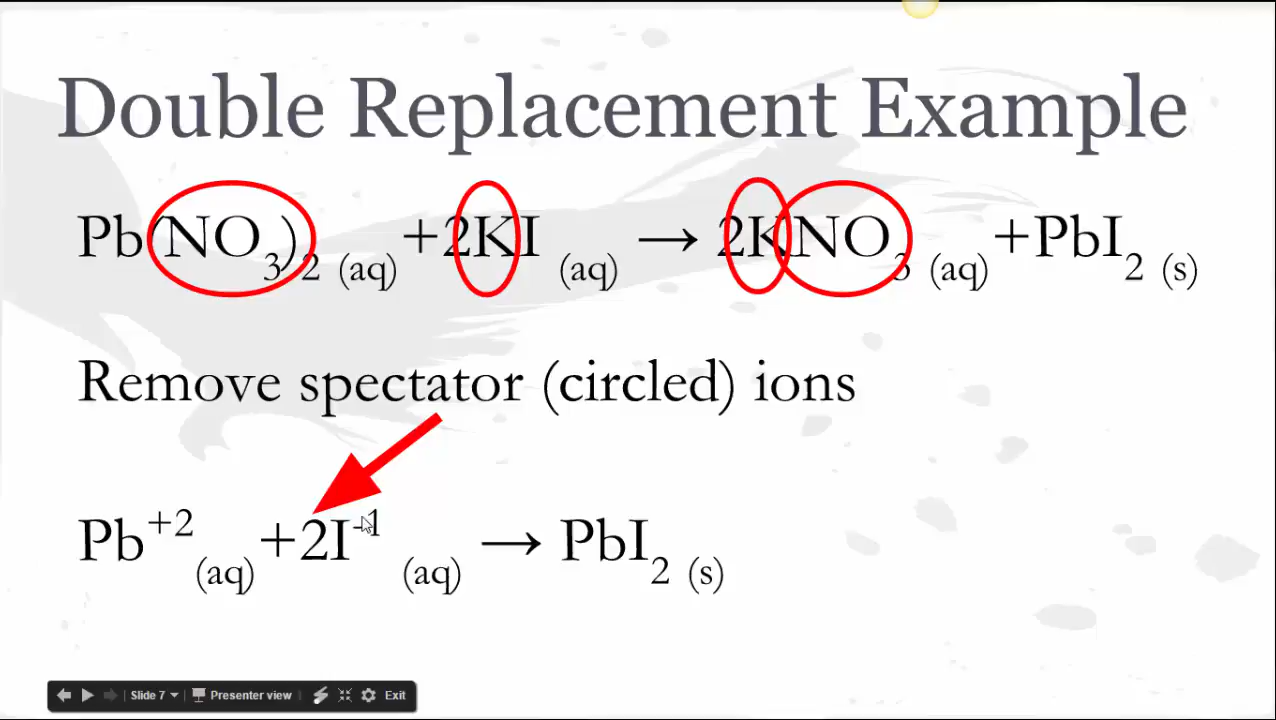 Double Replacement Example
Pb(NO3)2 (aq) +2KI (aq) → 2KNO3 (aq) +PbI2 (s)
Remove spectator (circled) ions
Pb+2(aq) +2I-1 (aq) → PbI2 (s)
Slide 7 Presenter view Exit